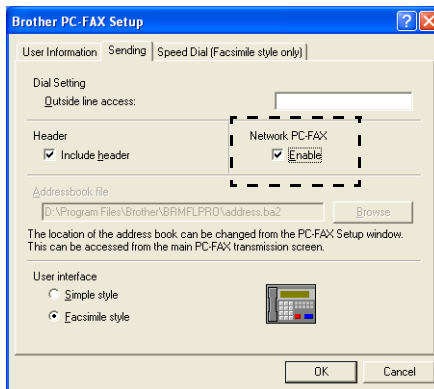 Brother PC-FAX Setup
User Information Sending Speed Dial (Facsimile style only)
Dial Setting
Outside line access:
Header Network PC-FAX
Include header Enable
Addressbook file
D:\Program Files\Brother\BRMFLPRO\address.ba2 Browse
The location of the address book can be changed from the PC-FAX Setup window.
This can be accessed from the main PC-FAX transmission screen.
User interface
Simple style
Facsimile style
OK Cancel